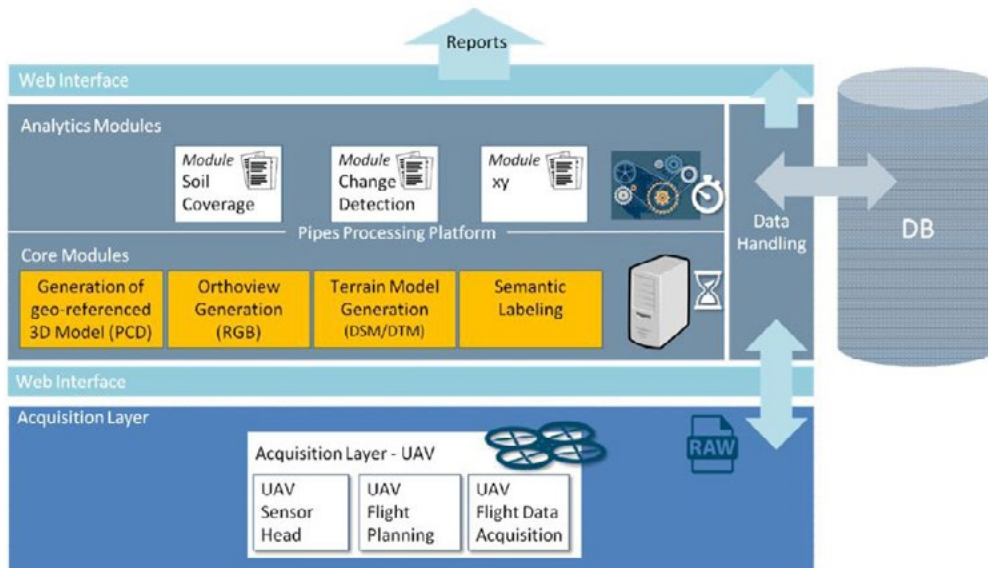 Reports
Web Interface
Analytics Modules
Module
Soil
Coverage
Module
Change
Detection
Module
xy
Pipes Processing Platform
Data
Handling
DB
Core Modules
Generation of
geo-referenced
3D Model (PCD)
Orthoview
Generation
(RGB)
Terrain Model
Generation
(DSM/DTM)
Semantic
Labeling
Web Interface
Acquisition Layer
RAW
Acquisition Layer - UAV
UAV
Sensor
Head
UAV
Flight
Planning
UAV
Flight Data
Acquisition